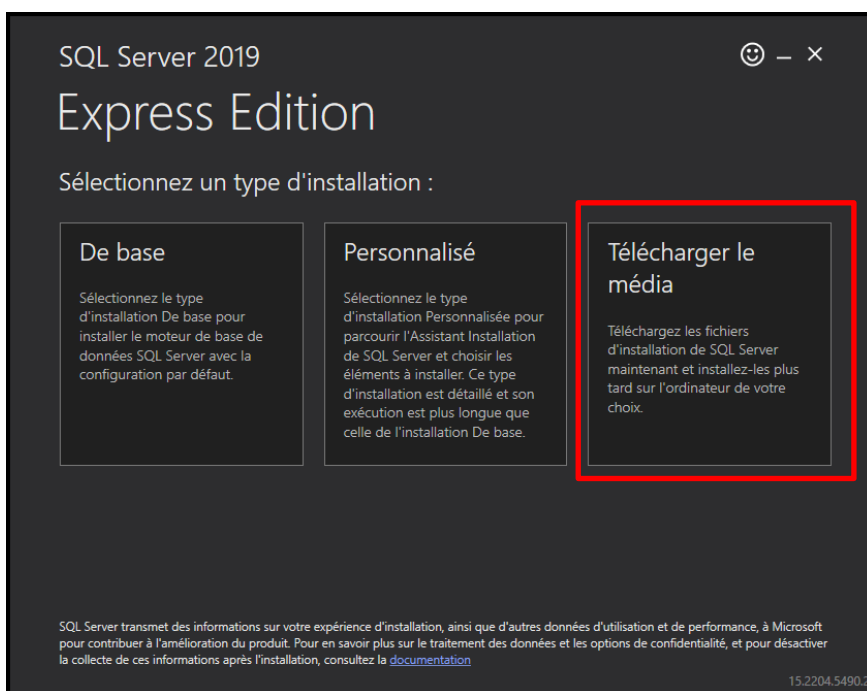 SQL Server 2019
Express Edition
Sélectionnez un type d'installation :
De base
Sélectionnez le type
d'installation De base pour
installer le moteur de base de
données SQL Server avec la
configuration par défaut.
Personnalisé
Sélectionnez le type
d'installation Personnalisée pour
parcourir l'Assistant Installation
de SQL Server et choisir les
éléments à installer. Ce type
d'installation est détaillé et son
exécution est plus longue que
celle de l'installation De base.
Télécharger le
média
Téléchargez les fichiers
d'installation de SQL Server
maintenant et installez-les plus
tard sur l'ordinateur de votre
choix.
SQL Server transmet des informations sur votre expérience d'installation, ainsi que d'autres données d'utilisation et de performance, à Microsoft
pour contribuer à l'amélioration du produit. Pour en savoir plus sur le traitement des données et les options de confidentialité, et pour désactiver
la collecte de ces informations après l'installation, consultez la documentation
15.2204.5490.2